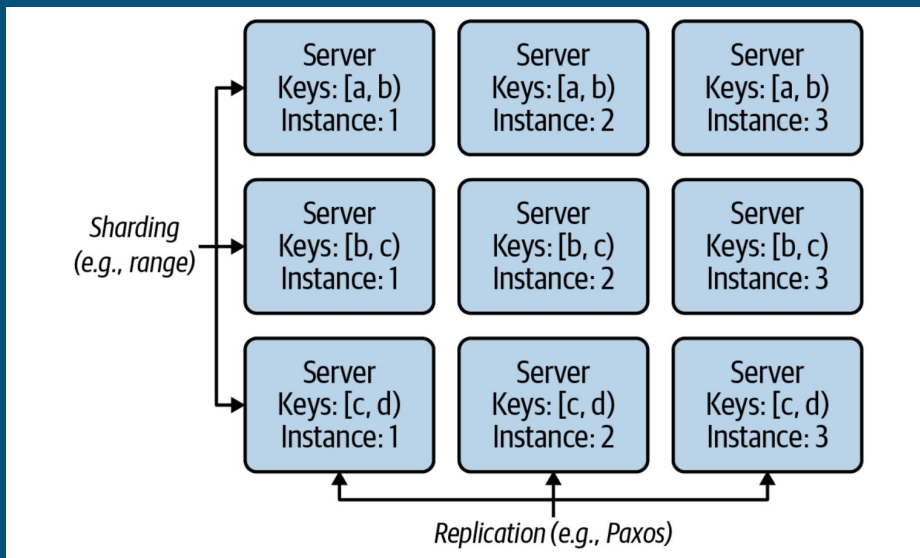 Server
Keys: [a, b)
Instance: 1
Server
Keys: [a, b)
Instance: 2
Server
Keys: [a, b)
Instance: 3
Sharding
(e.g., range)
Server
Keys: [b, c)
Instance: 1
Server
Keys: [b, c)
Instance: 2
Server
Keys: [b, c)
Instance: 3
Server
Keys: [c, d)
Instance: 1
Server
Keys: [c, d)
Instance: 2
Server
Keys: [c, d)
Instance: 3
Replication (e.g., Paxos)